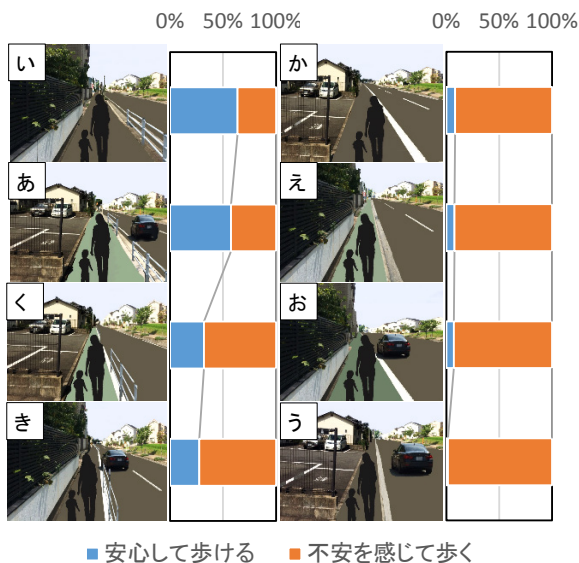 0% 50% 100% 0% 50% 100%
い
か
あ
え
く
お
き
う
安心して歩ける 不安を感じて歩く